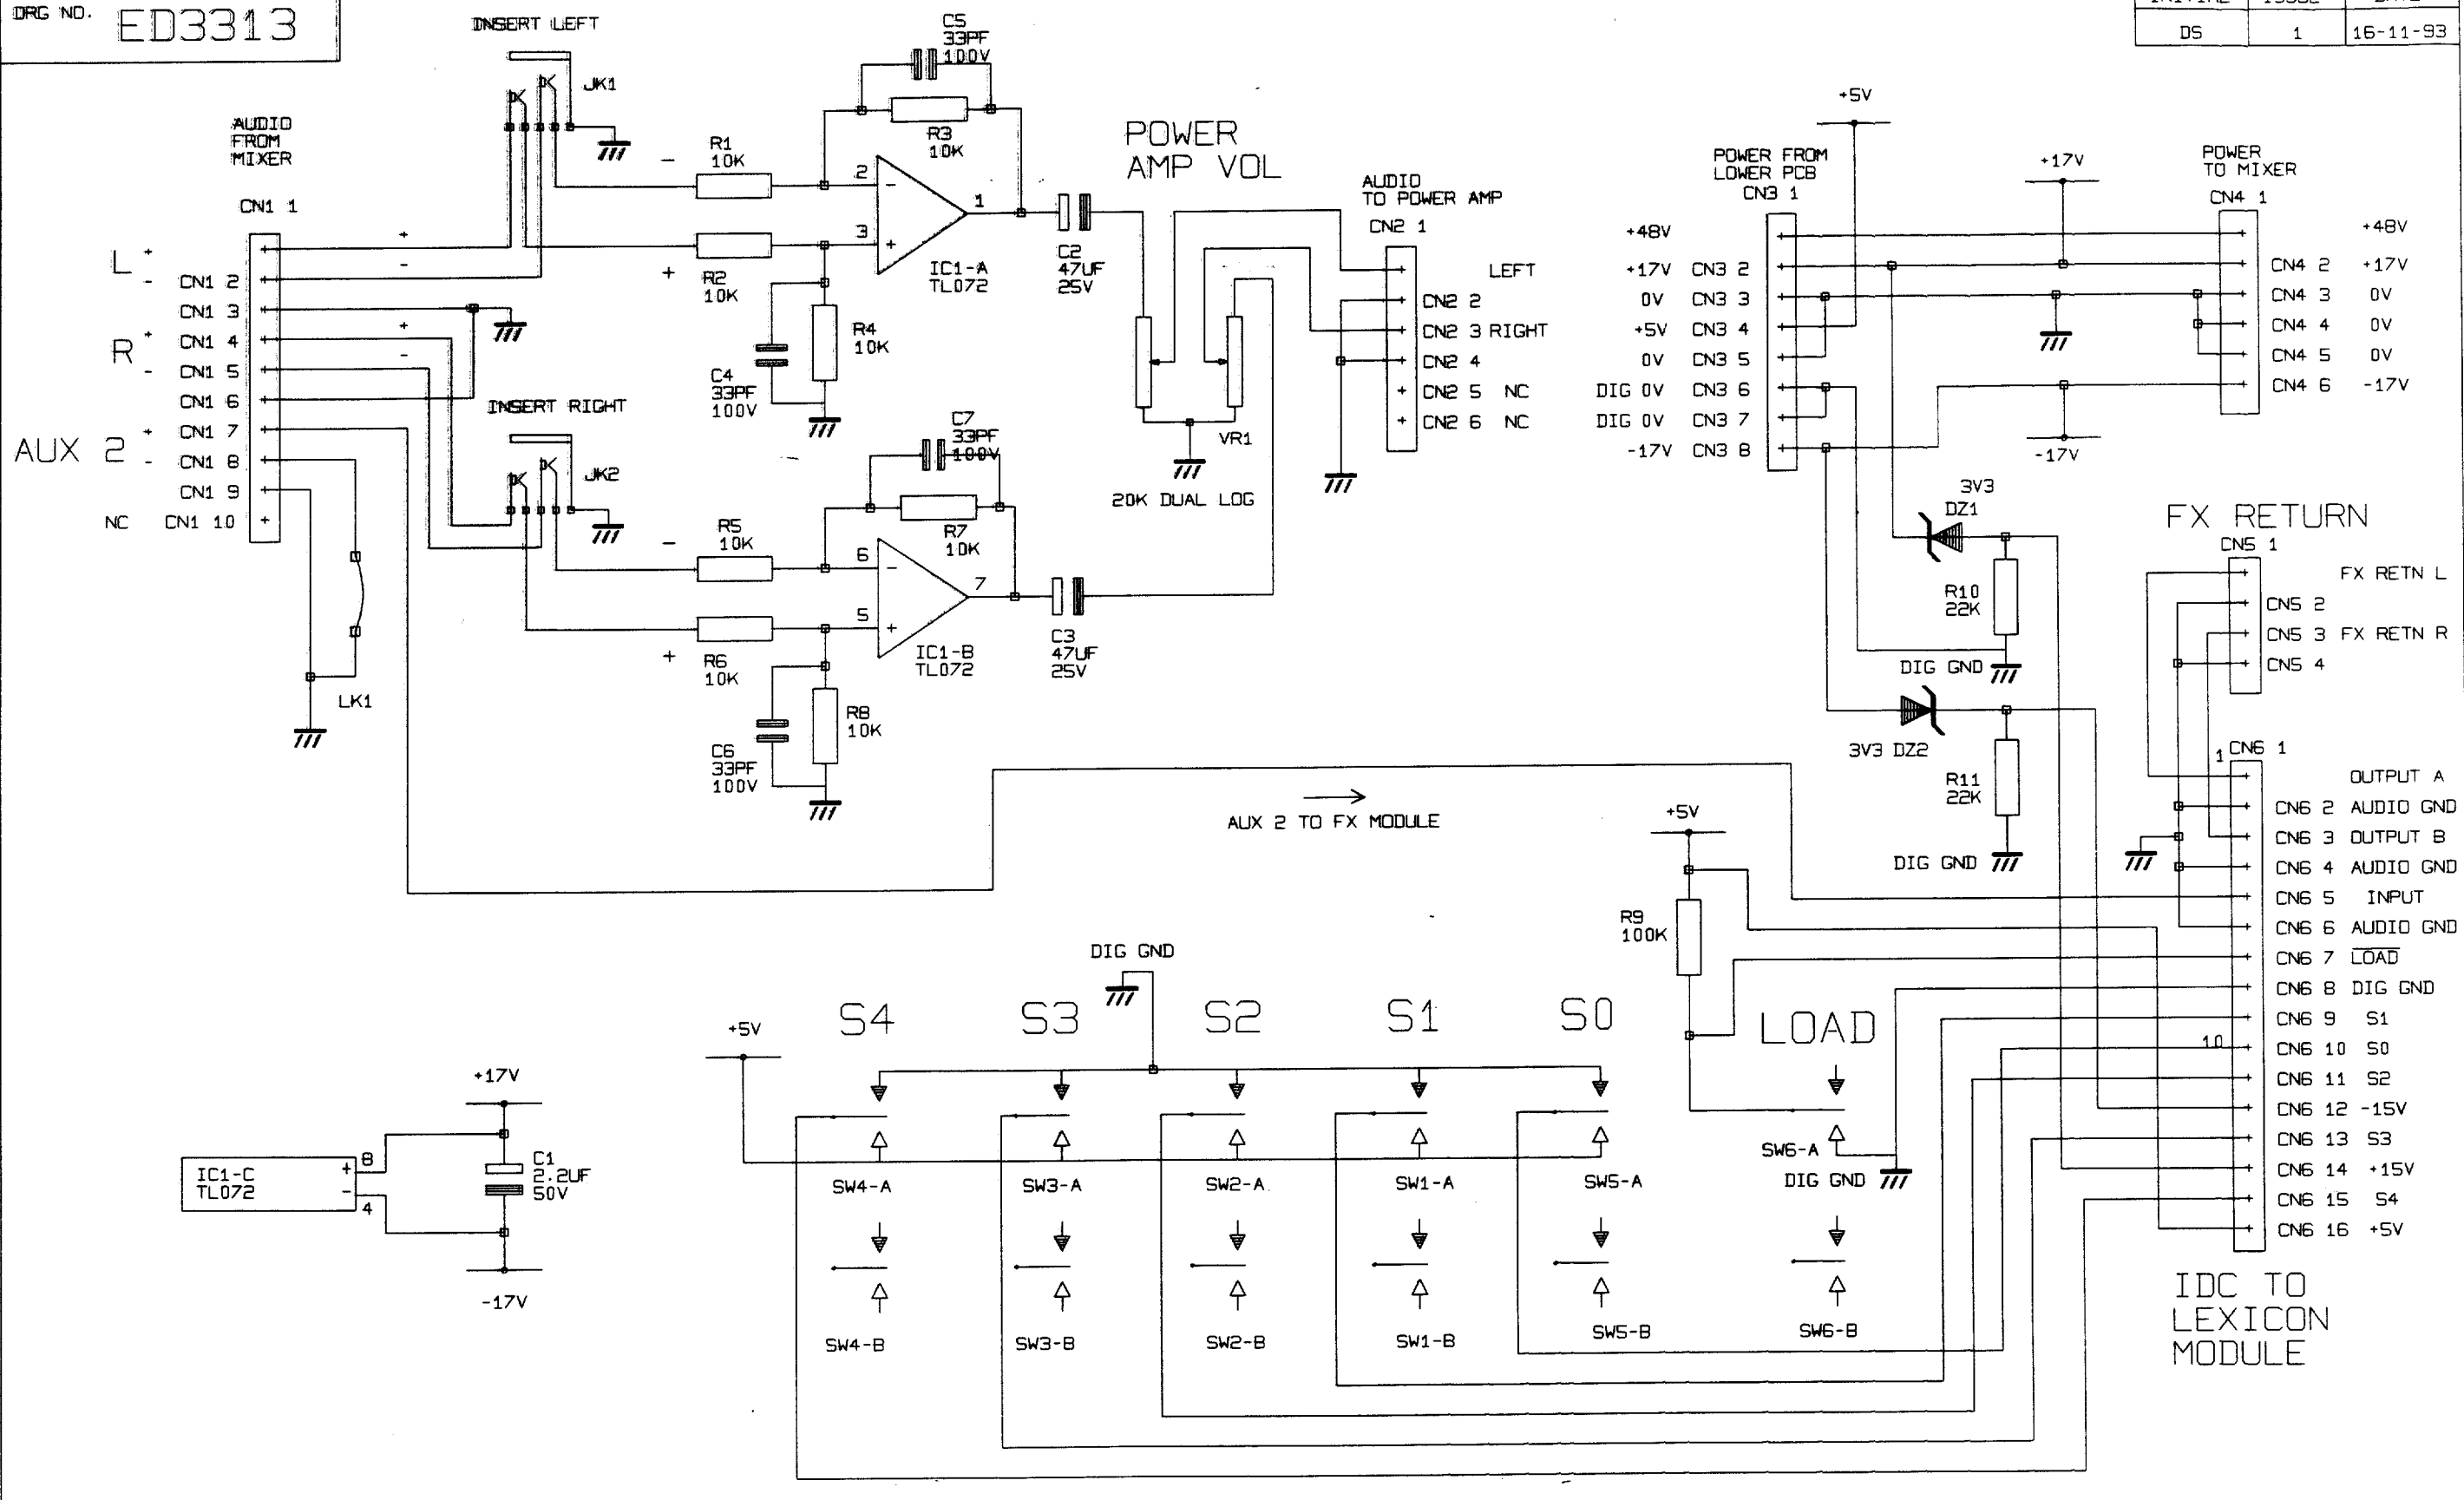 DRG NO. ED3313
DS 1 16-11-93
INSERT LEFT
JK1
AUDIO
FROM
MIXER
CN1 1
L + -
CN1 2
CN1 3
R + -
CN1 4
CN1 5
CN1 6
AUX 2 + -
CN1 7
CN1 8
CN1 9
NC CN1 10
LK1
+
-
+
-
INSERT RIGHT
JK2
-
R1
10K
+
R2
10K
C5
33PF
100V
R3
10K
2
3
1
-
+
IC1-A
TL072
C4
33PF
100V
R4
10K
C2
47UF
25V
-
R5
10K
+
R6
10K
C7
33PF
100V
R7
10K
6
5
7
-
+
IC1-B
TL072
C6
33PF
100V
R8
10K
C3
47UF
25V
POWER
AMP VOL
VR1
20K DUAL LOG
AUDIO
TO POWER AMP
CN2 1
LEFT
CN2 2
CN2 3 RIGHT
CN2 4
CN2 5 NC
CN2 6 NC
+5V
POWER FROM
LOWER PCB
CN3 1
+48V
+17V CN3 2
0V CN3 3
+5V CN3 4
0V CN3 5
DIG 0V CN3 6
DIG 0V CN3 7
-17V CN3 8
+17V
-17V
POWER
TO MIXER
CN4 1
+48V
CN4 2 +17V
CN4 3 0V
CN4 4 0V
CN4 5 0V
CN4 6 -17V
3V3
DZ1
R10
22K
DIG GND
3V3 DZ2
R11
22K
DIG GND
FX RETURN
CN5 1
FX RETN L
CN5 2
CN5 3 FX RETN R
CN5 4
AUX 2 TO FX MODULE
+5V
R9
100K
1 CN6 1
OUTPUT A
CN6 2 AUDIO GND
CN6 3 OUTPUT B
CN6 4 AUDIO GND
CN6 5 INPUT
CN6 6 AUDIO GND
CN6 7 LOAD
CN6 8 DIG GND
CN6 9 S1
10 CN6 10 S0
CN6 11 S2
CN6 12 -15V
CN6 13 S3
CN6 14 +15V
CN6 15 S4
CN6 16 +5V
IDC TO
LEXICON
MODULE
DIG GND
+5V
S4 S3 S2 S1 S0 LOAD
SW4-A SW3-A SW2-A SW1-A SW5-A SW6-A
DIG GND
SW4-B SW3-B SW2-B SW1-B SW5-B SW6-B
+17V
IC1-C
TL072
+ 8
- 4
C1
2.2UF
50V
-17V